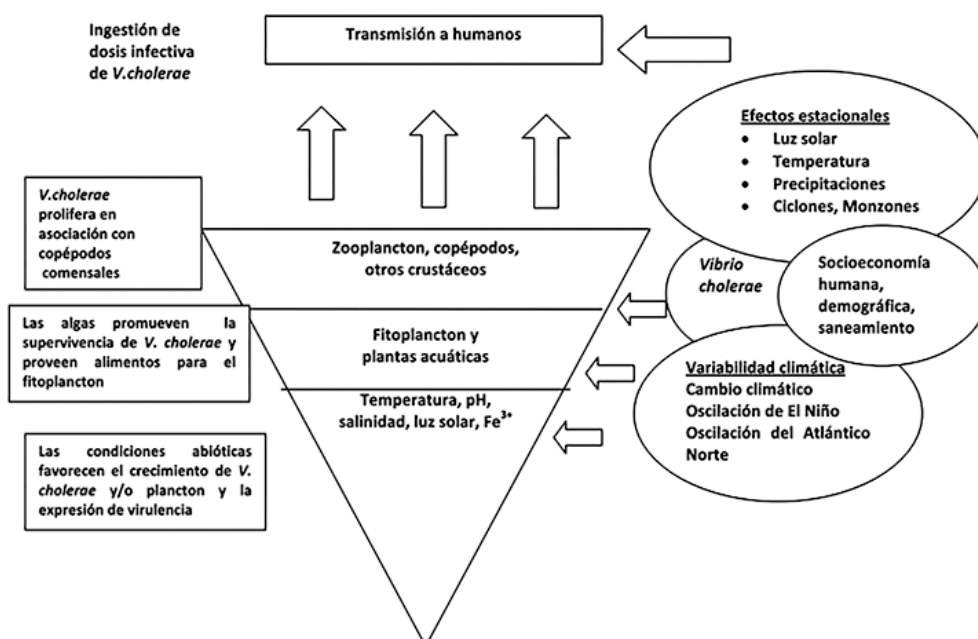 Ingestión de
dosis infectiva
de V.cholerae
Transmisión a humanos
Efectos estacionales
• Luz solar
• Temperatura
• Precipitaciones
• Ciclones, Monzones
V.cholerae
prolifera en
asociación con
copépodos
comensales
Zooplancton, copépodos,
otros crustáceos
Vibrio
cholerae
Socioeconomía
humana,
demográfica,
saneamiento
Las algas promueven la
supervivencia de V. cholerae y
proveen alimentos para el
fitoplancton
Fitoplancton y
plantas acuáticas
Variabilidad climática
Cambio climático
Oscilación de El Niño
Oscilación del Atlántico
Norte
Temperatura, pH,
salinidad, luz solar, Fe³⁺
Las condiciones abióticas
favorecen el crecimiento de V.
cholerae y/o plancton y la
expresión de virulencia